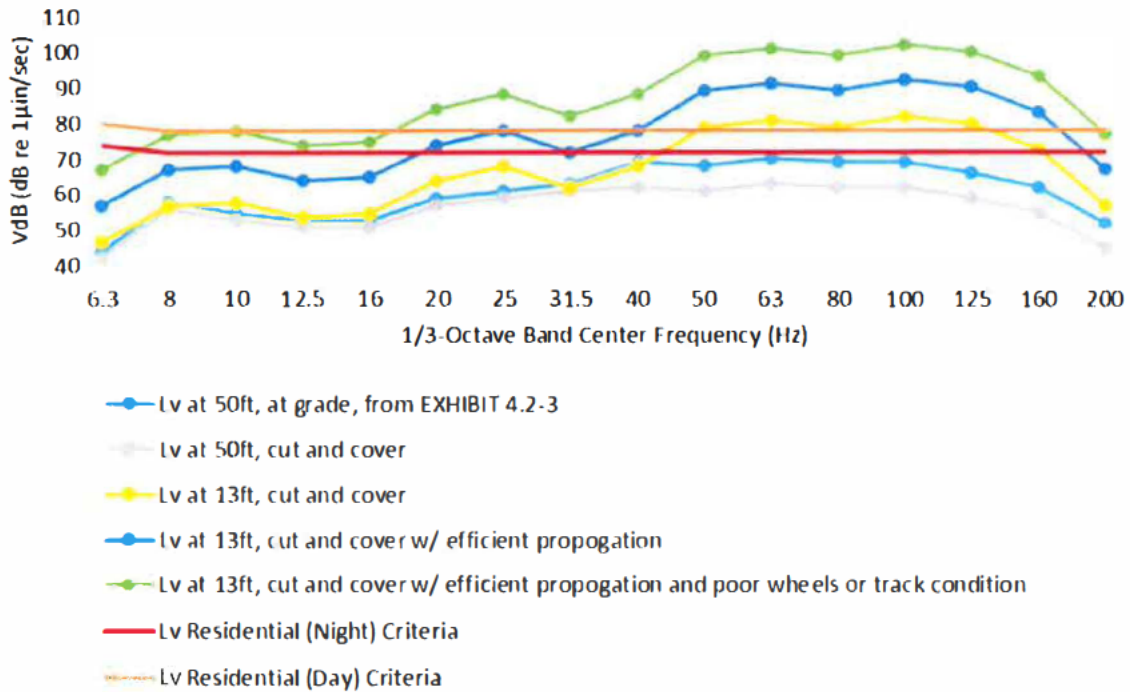 110
100
90
80
70
60
50
40
VdB (dB re 1µin/sec)
6.3 8 10 12.5 16 20 25 31.5 40 50 63 80 100 125 160 200
1/3-Octave Band Center Frequency (Hz)
Lv at 50ft, at grade, from EXHIBIT 4.2-3
Lv at 50ft, cut and cover
Lv at 13ft, cut and cover
Lv at 13ft, cut and cover w/ efficient propogation
Lv at 13ft, cut and cover w/ efficient propogation and poor wheels or track condition
Lv Residential (Night) Criteria
Lv Residential (Day) Criteria